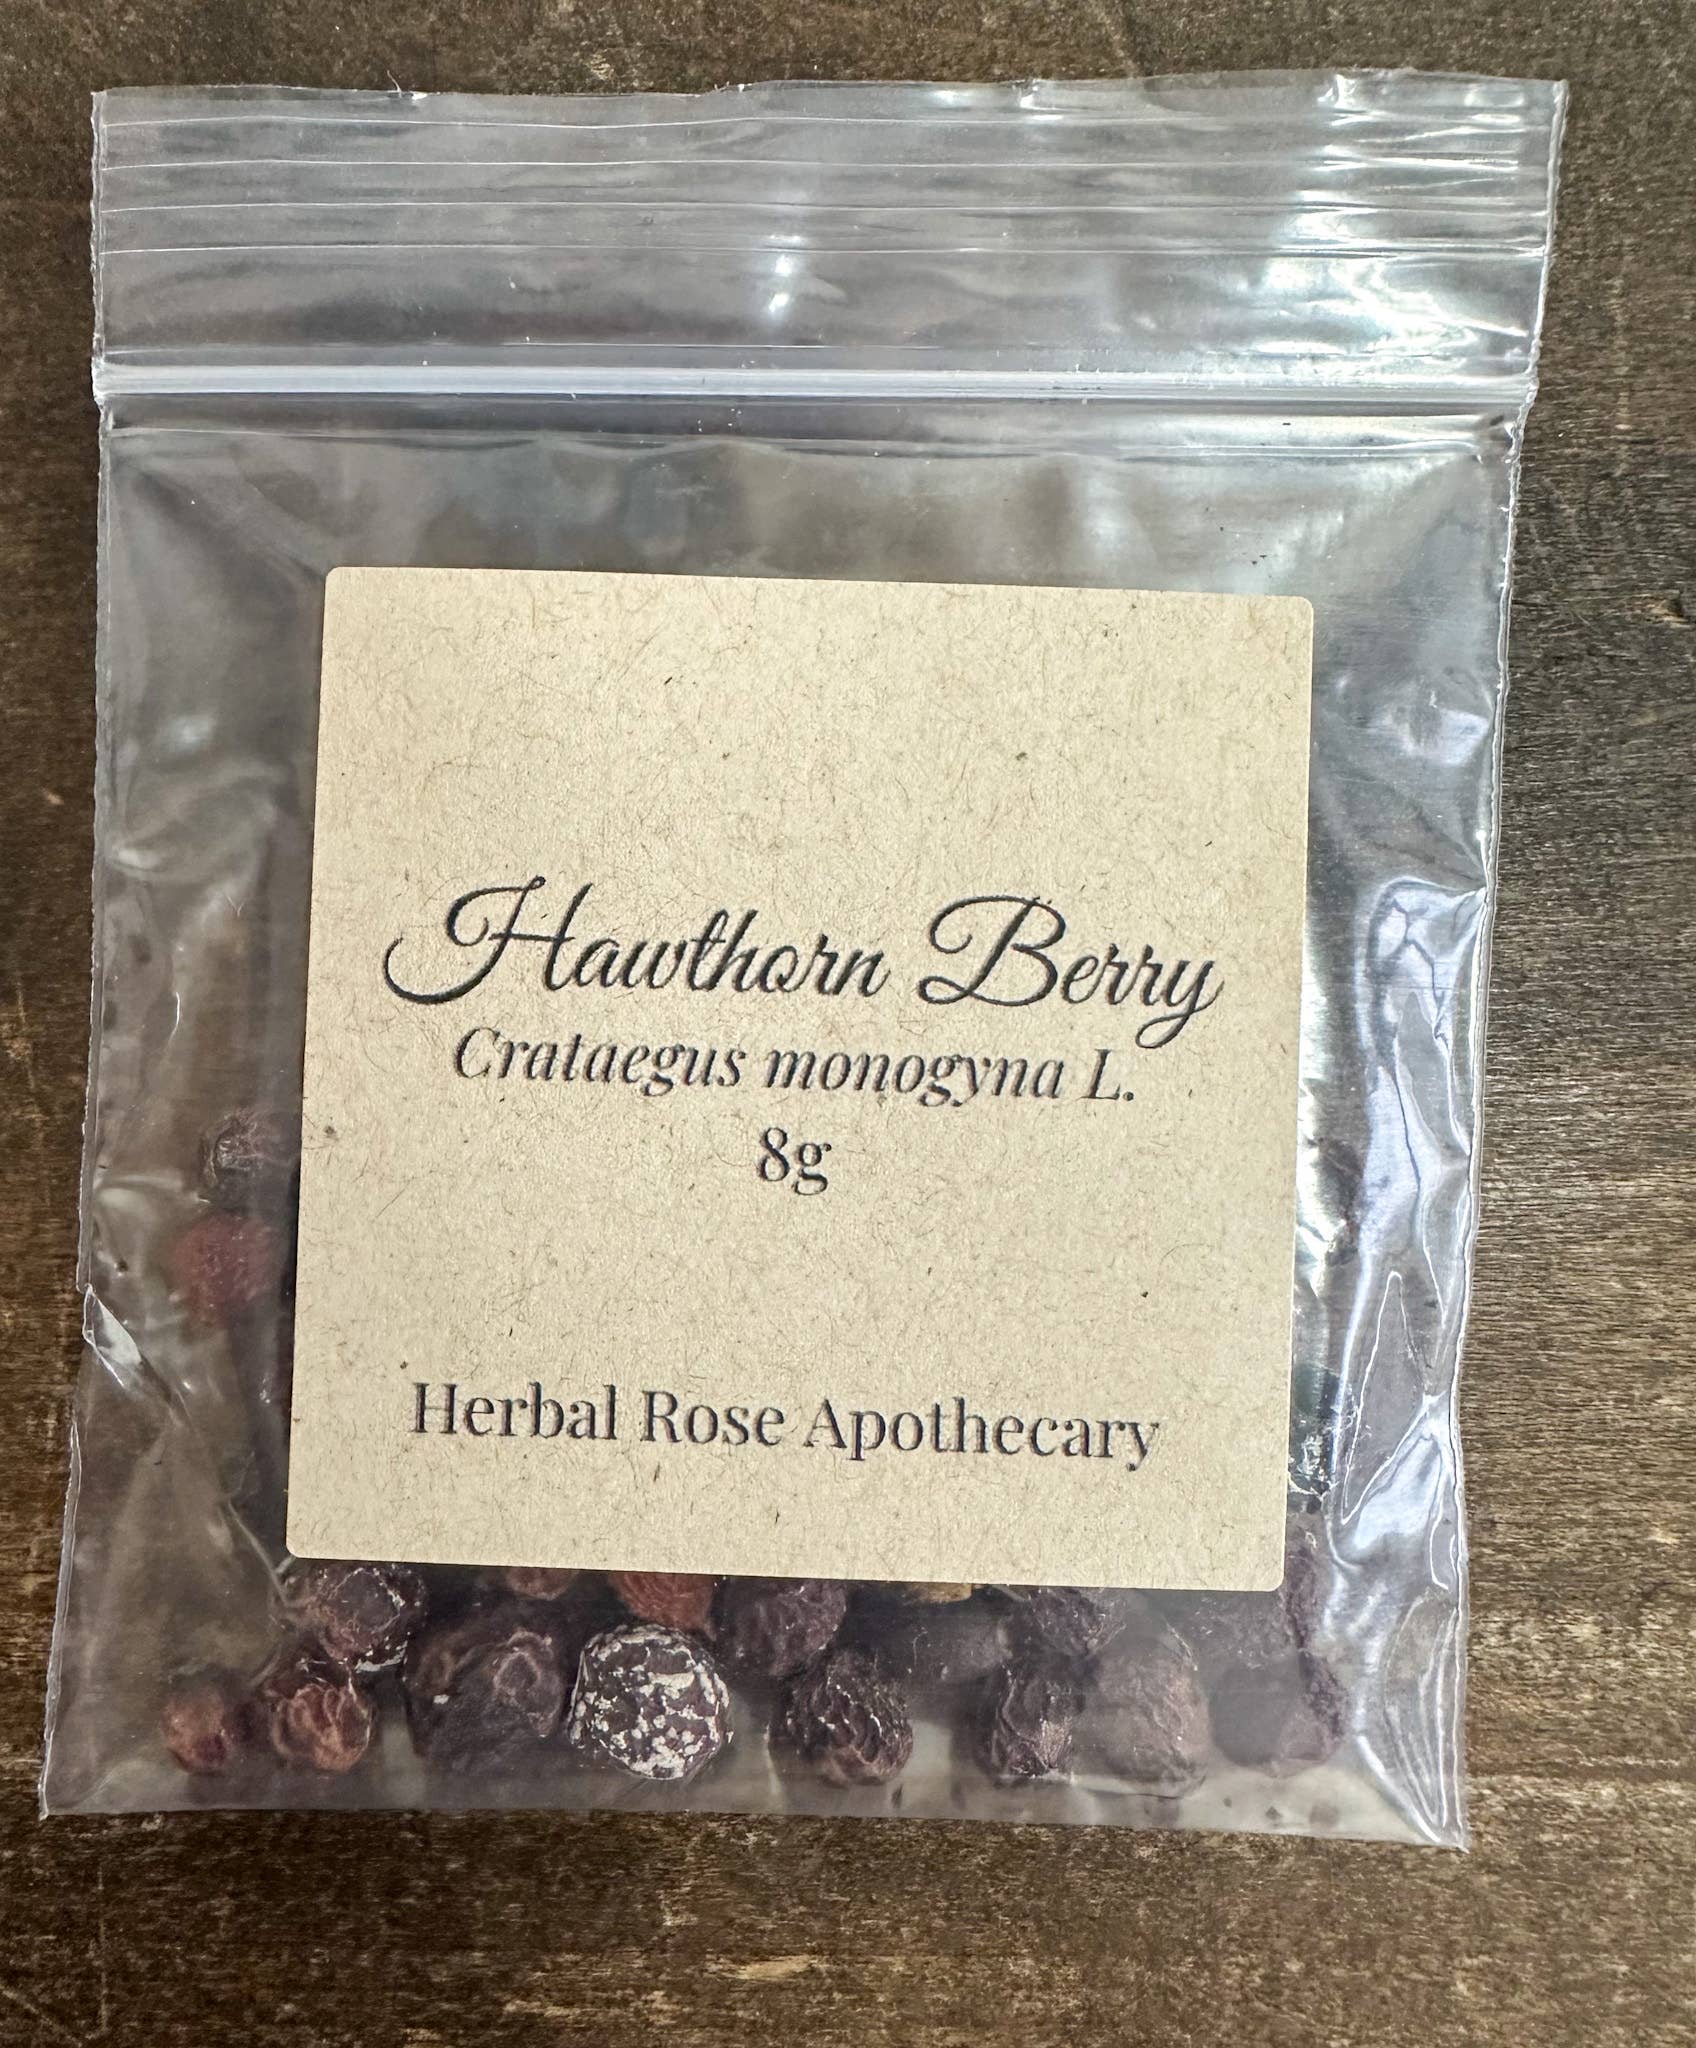 Hawthorn Berry
Crataegus monogyna L.
8g
Herbal Rose Apothecary